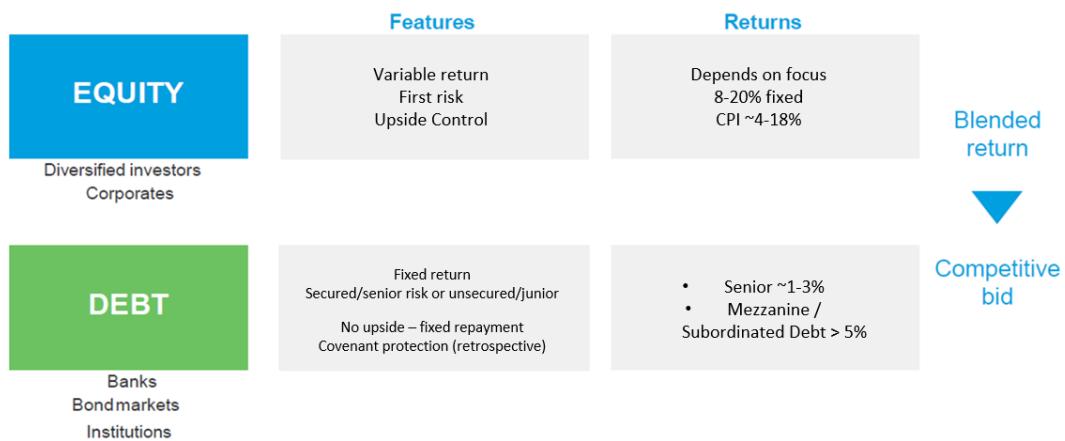 Features
Returns
EQUITY
Diversified investors
Corporates
Variable return
First risk
Upside Control
Depends on focus
8-20% fixed
CPI ~4-18%
Blended
return
DEBT
Banks
Bond markets
Institutions
Fixed return
Secured/senior risk or unsecured/junior
No upside – fixed repayment
Covenant protection (retrospective)
• Senior ~1-3%
• Mezzanine /
Subordinated Debt > 5%
Competitive
bid